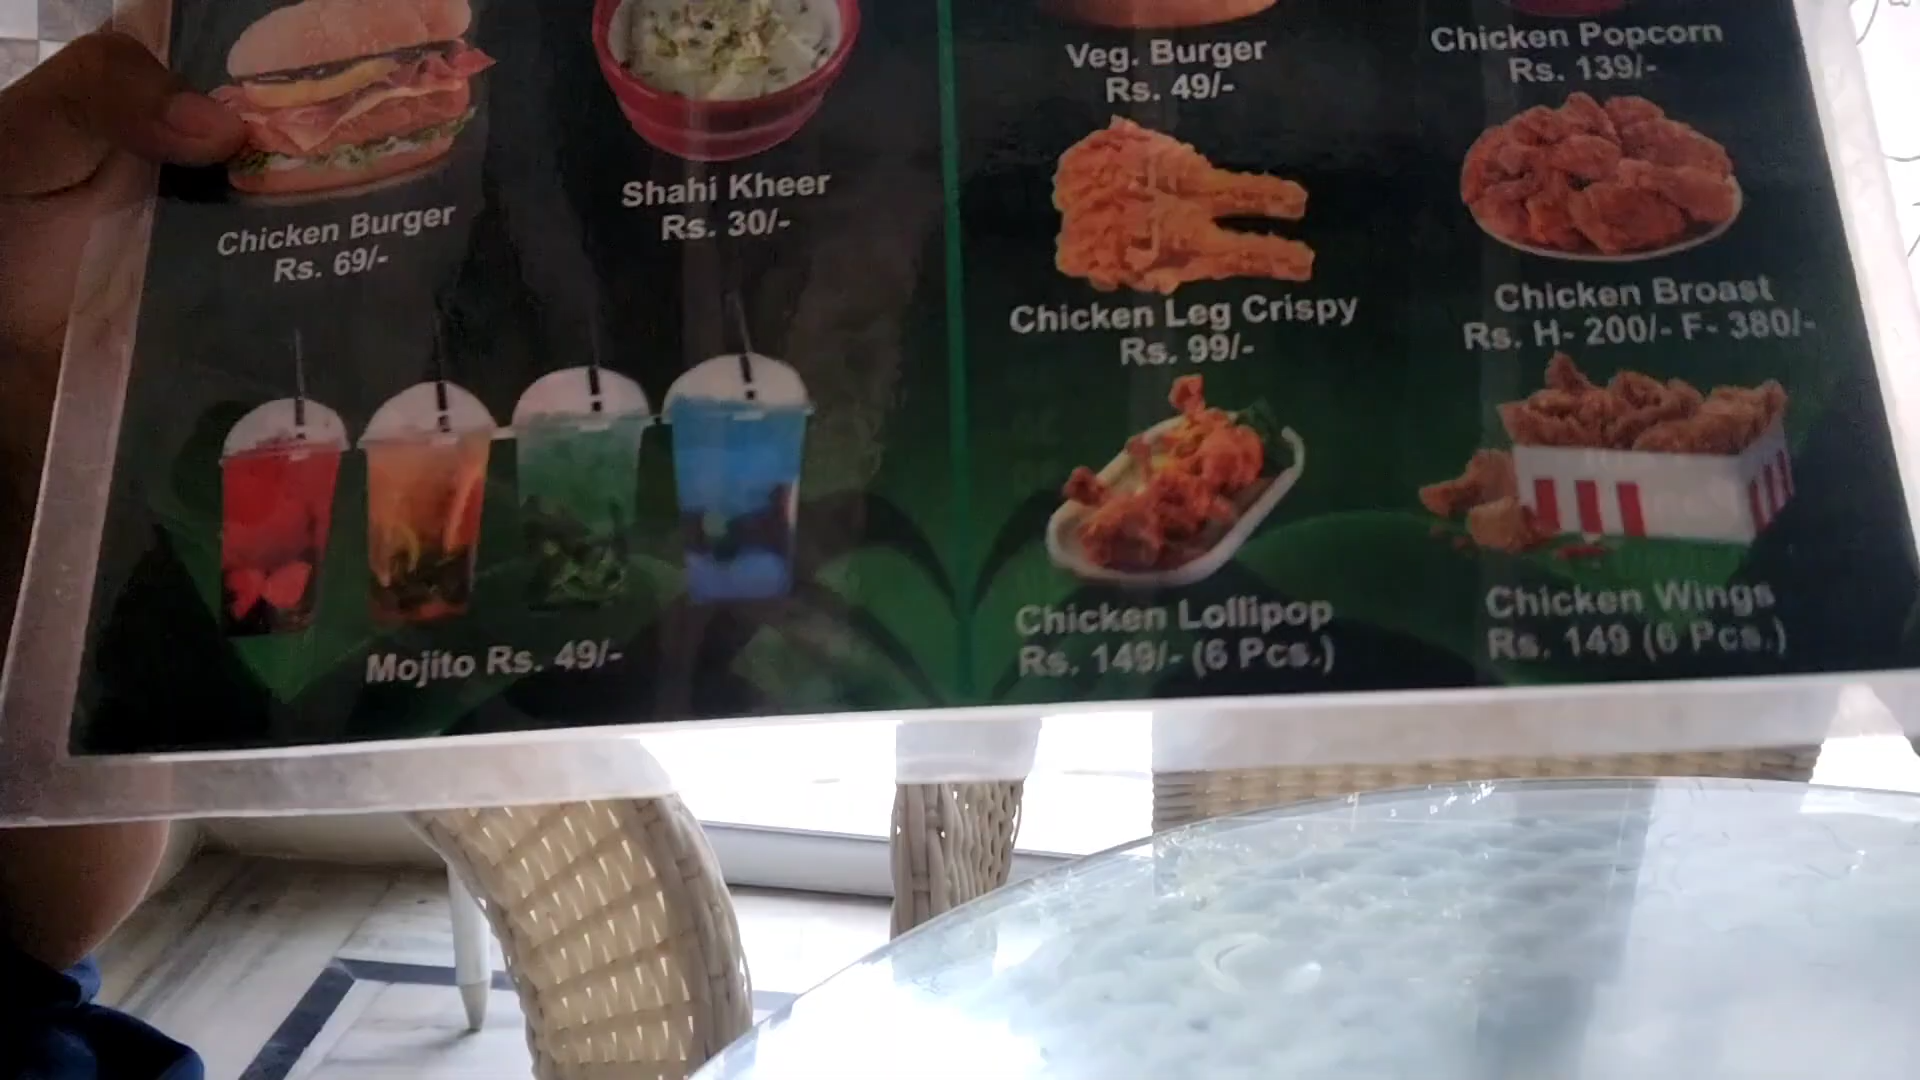 Chicken Burger
Rs. 69/-
Shahi Kheer
Rs. 30/-
Mojito Rs. 49/-
Veg. Burger
Rs. 49/-
Chicken Popcorn
Rs. 139/-
Chicken Leg Crispy
Rs. 99/-
Chicken Broast
Rs. H- 200/- F- 380/-
Chicken Lollipop
Rs. 149/- (6 Pcs.)
Chicken Wings
Rs. 149 (6 Pcs.)